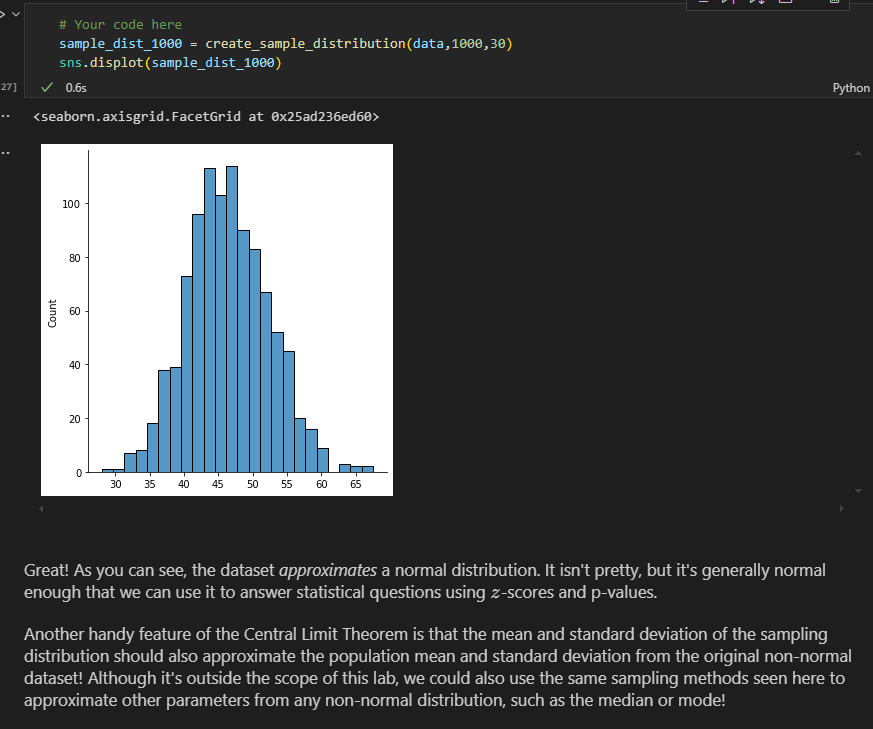 # Your code here
sample_dist_1000 = create_sample_distribution(data,1000,30)
sns.displot(sample_dist_1000)
27]
0.6s
Python
<seaborn.axisgrid.FacetGrid at 0x25ad236ed60>
100
80
60
40
20
0
Count
30 35 40 45 50 55 60 65
Great! As you can see, the dataset approximates a normal distribution. It isn't pretty, but it's generally normal
enough that we can use it to answer statistical questions using z-scores and p-values.
Another handy feature of the Central Limit Theorem is that the mean and standard deviation of the sampling
distribution should also approximate the population mean and standard deviation from the original non-normal
dataset! Although it's outside the scope of this lab, we could also use the same sampling methods seen here to
approximate other parameters from any non-normal distribution, such as the median or mode!